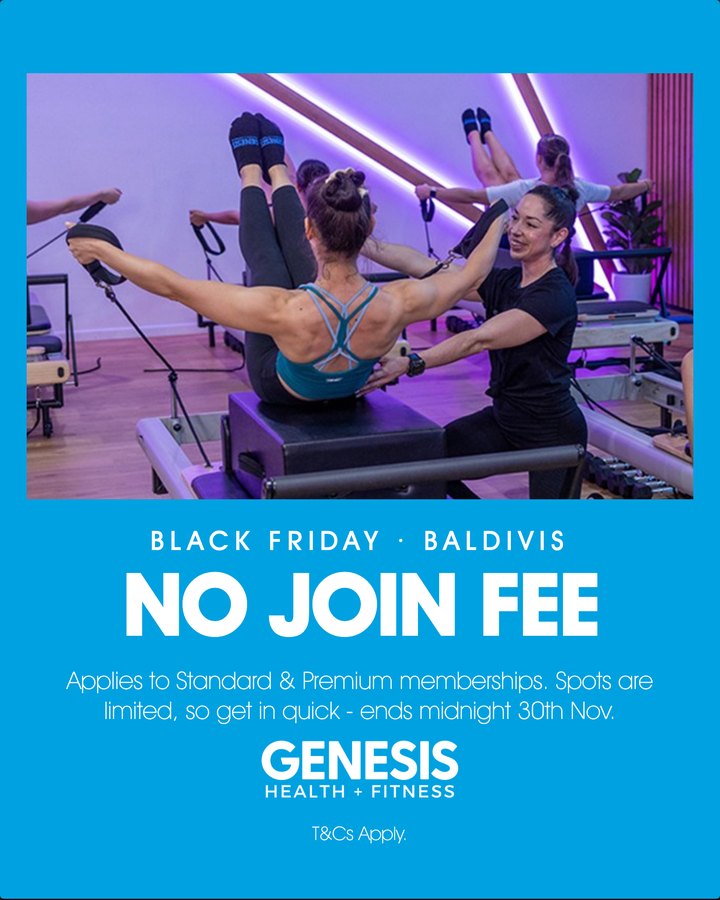 BLACK FRIDAY · BALDIVIS
NO JOIN FEE
Applies to Standard & Premium memberships. Spots are
limited, so get in quick - ends midnight 30th Nov.
GENESIS
HEALTH + FITNESS
T&Cs Apply.